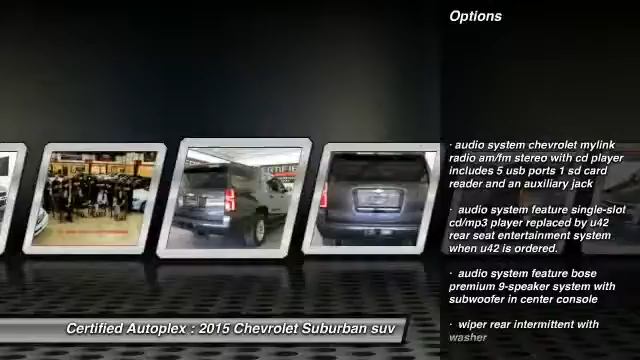 Options
· audio system chevrolet mylink
radio am/fm stereo with cd player
includes 5 usb ports 1 sd card
reader and an auxiliary jack
· audio system feature single-slot
cd/mp3 player replaced by u42
rear seat entertainment system
when u42 is ordered.
· audio system feature bose
premium 9-speaker system with
subwoofer in center console
· wiper rear intermittent with
washer
Certified Autoplex : 2015 Chevrolet Suburban suv